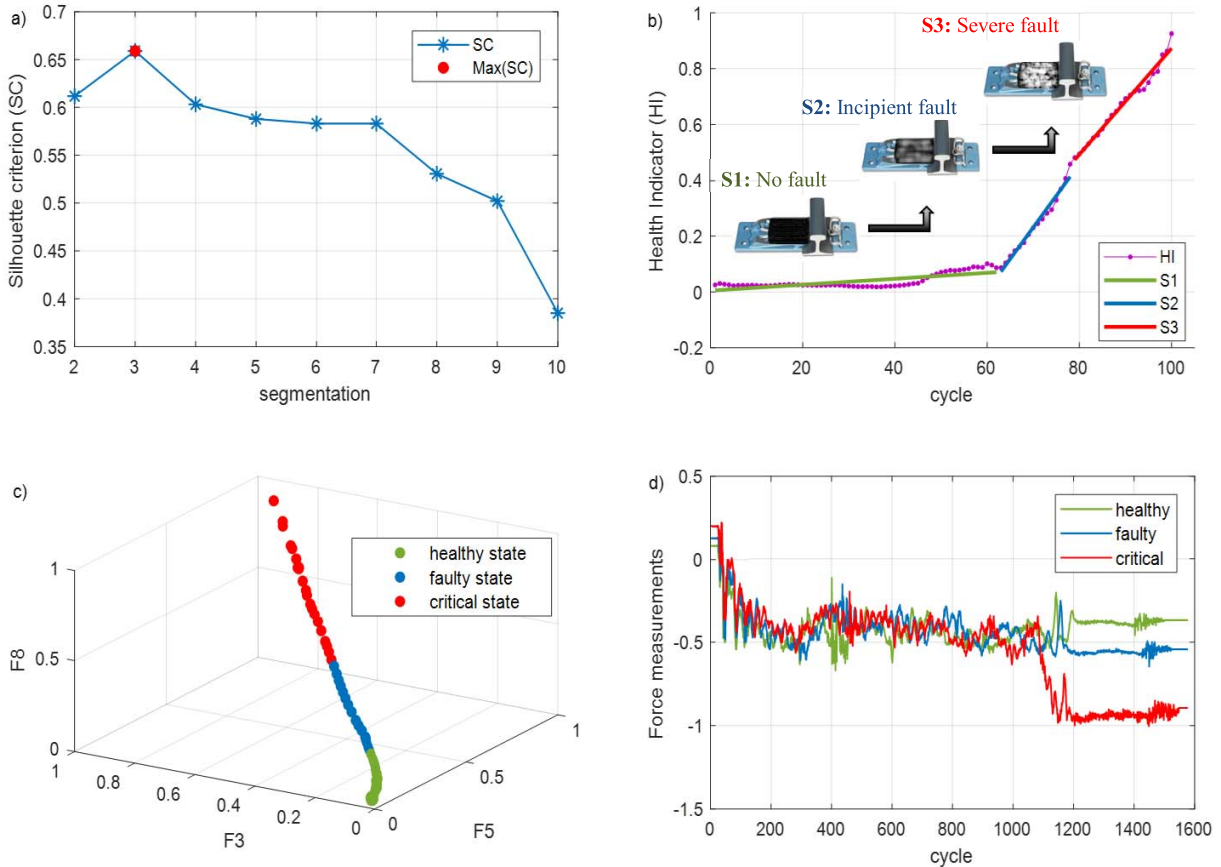 a)
0.7
0.65
0.6
0.55
0.5
0.45
0.4
0.35
Silhouette criterion (SC)
2 3 4 5 6 7 8 9 10
segmentation
SC
Max(SC)
b)
1
0.8
0.6
0.4
0.2
0
-0.2
Health Indicator (HI)
0 20 40 60 80 100
cycle
S3: Severe fault
S2: Incipient fault
S1: No fault
HI
S1
S2
S3
c)
1
0.5
0
F8
1 0.8 0.6 0.4 0.2 0
F3
0 0.5 1
F5
healthy state
faulty state
critical state
d)
0.5
0
-0.5
-1
-1.5
Force measurements
0 200 400 600 800 1000 1200 1400 1600
cycle
healthy
faulty
critical